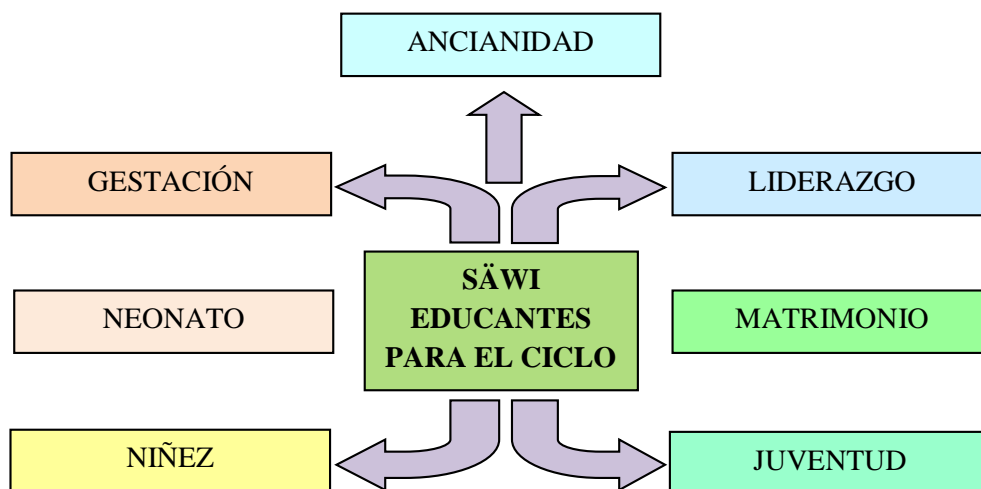 ANCIANIDAD
GESTACIÓN
LIDERAZGO
SÄWI
EDUCANTES
PARA EL CICLO
NEONATO
MATRIMONIO
NIÑEZ
JUVENTUD